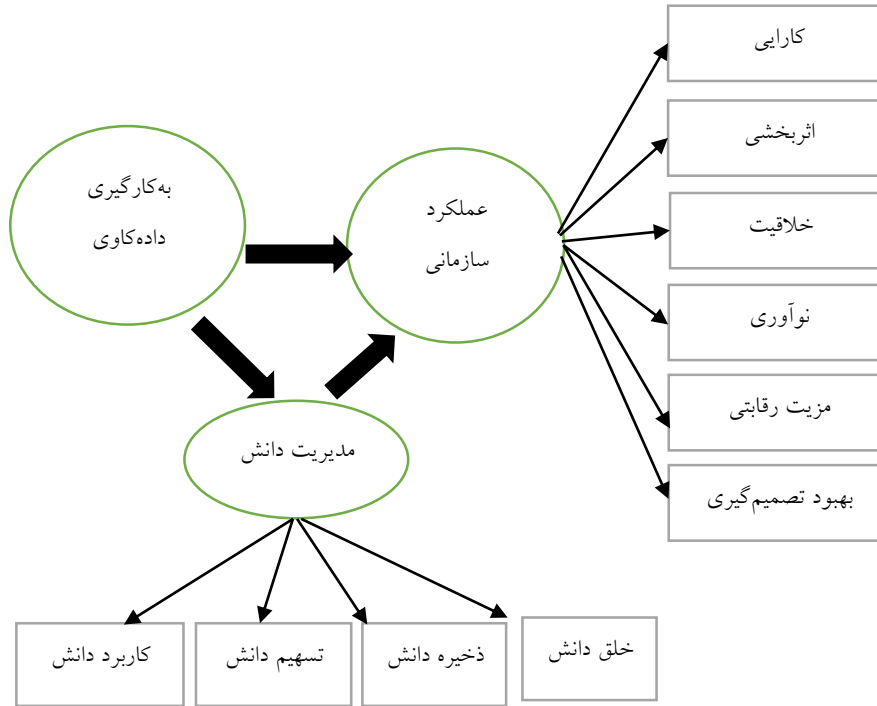 کارایی
اثربخشی
خلاقیت
نوآوری
مزیت رقابتی
بهبود تصمیم‌گیری
عملکرد
سازمانی
به‌کارگیری
داده‌کاوی
مدیریت دانش
خلق دانش
ذخیره دانش
تسهیم دانش
کاربرد دانش